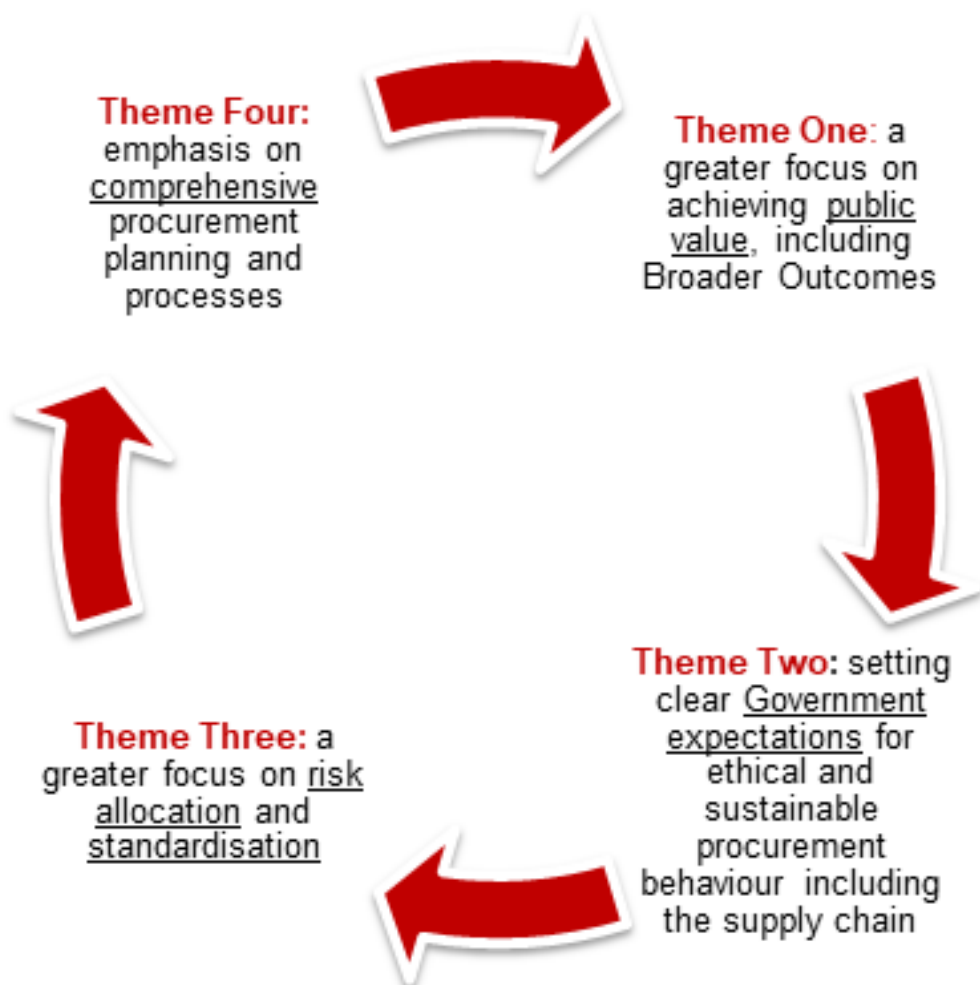 Theme Four:
emphasis on
comprehensive
procurement
planning and
processes
Theme One: a
greater focus on
achieving public
value, including
Broader Outcomes
Theme Two: setting
clear Government
expectations for
ethical and
sustainable
procurement
behaviour including
the supply chain
Theme Three: a
greater focus on risk
allocation and
standardisation